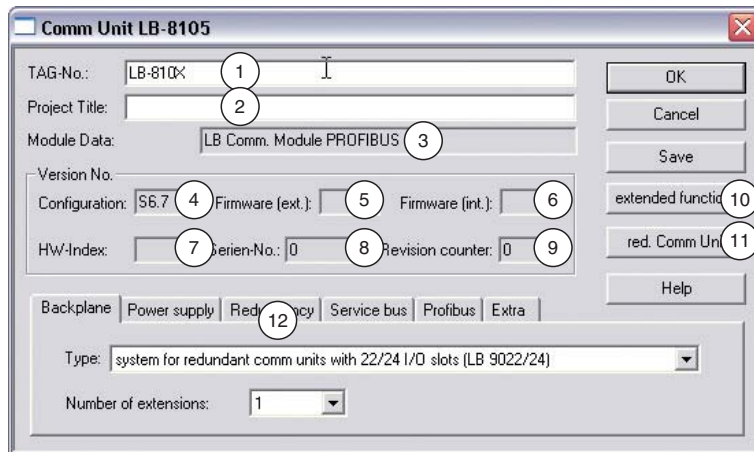 Comm Unit LB-8105
TAG-No.: LB-810X 1 OK
Project Title: 2 Cancel
Module Data: LB Comm. Module PROFIBUS 3 Save
Version No.
Configuration: S6.7 4 Firmware (ext.): 5 Firmware (int.): 6 extended 10
HW-Index: 7 Serien-No.: 0 8 Revision counter: 0 9 red. Comm 11
Help
Backplane Power supply 12 Service bus Profibus Extra
Type: system for redundant comm units with 22/24 I/O slots (LB 9022/24)
Number of extensions: 1